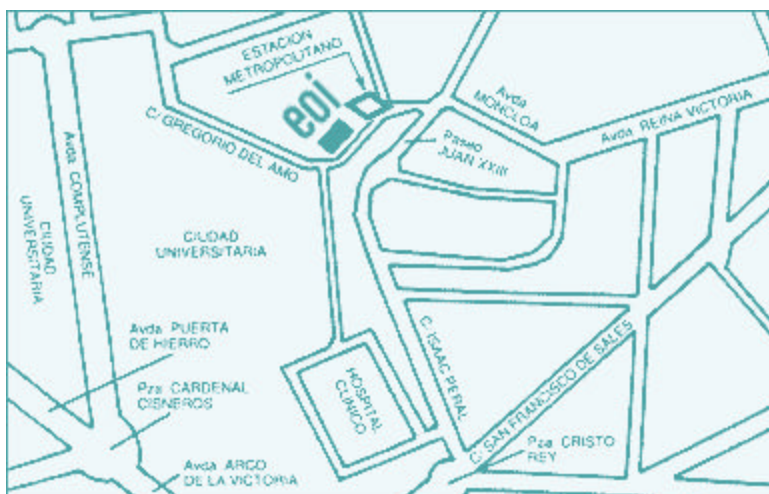 ESTACION
METROPOLITANO
eoi
Avda
MONCLOA
Avda REINA VICTORIA
C/ GREGORIO DEL AMO
Paseo
JUAN XXIII
Avda COMPLUTENSE
CIUDAD
UNIVERSITARIA
CIUDAD
UNIVERSITARIA
Avda PUERTA
DE HIERRO
C. ISAAC PERAL
C/ SAN FRANCISCO DE SALES
HOSPITAL
CLINICO
Pza CARDENAL
CISNEROS
Pza CRISTO
REY
Avda ARCO
DE LA VICTORIA